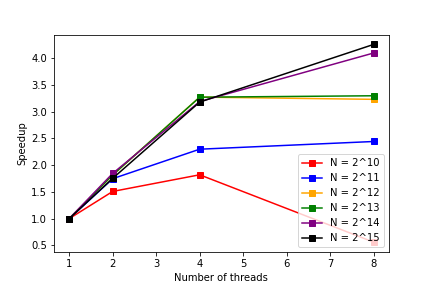 4.0
3.5
3.0
2.5
2.0
1.5
1.0
0.5
Speedup
1 2 3 4 5 6 7 8
Number of threads
N = 2^10
N = 2^11
N = 2^12
N = 2^13
N = 2^14
N = 2^15